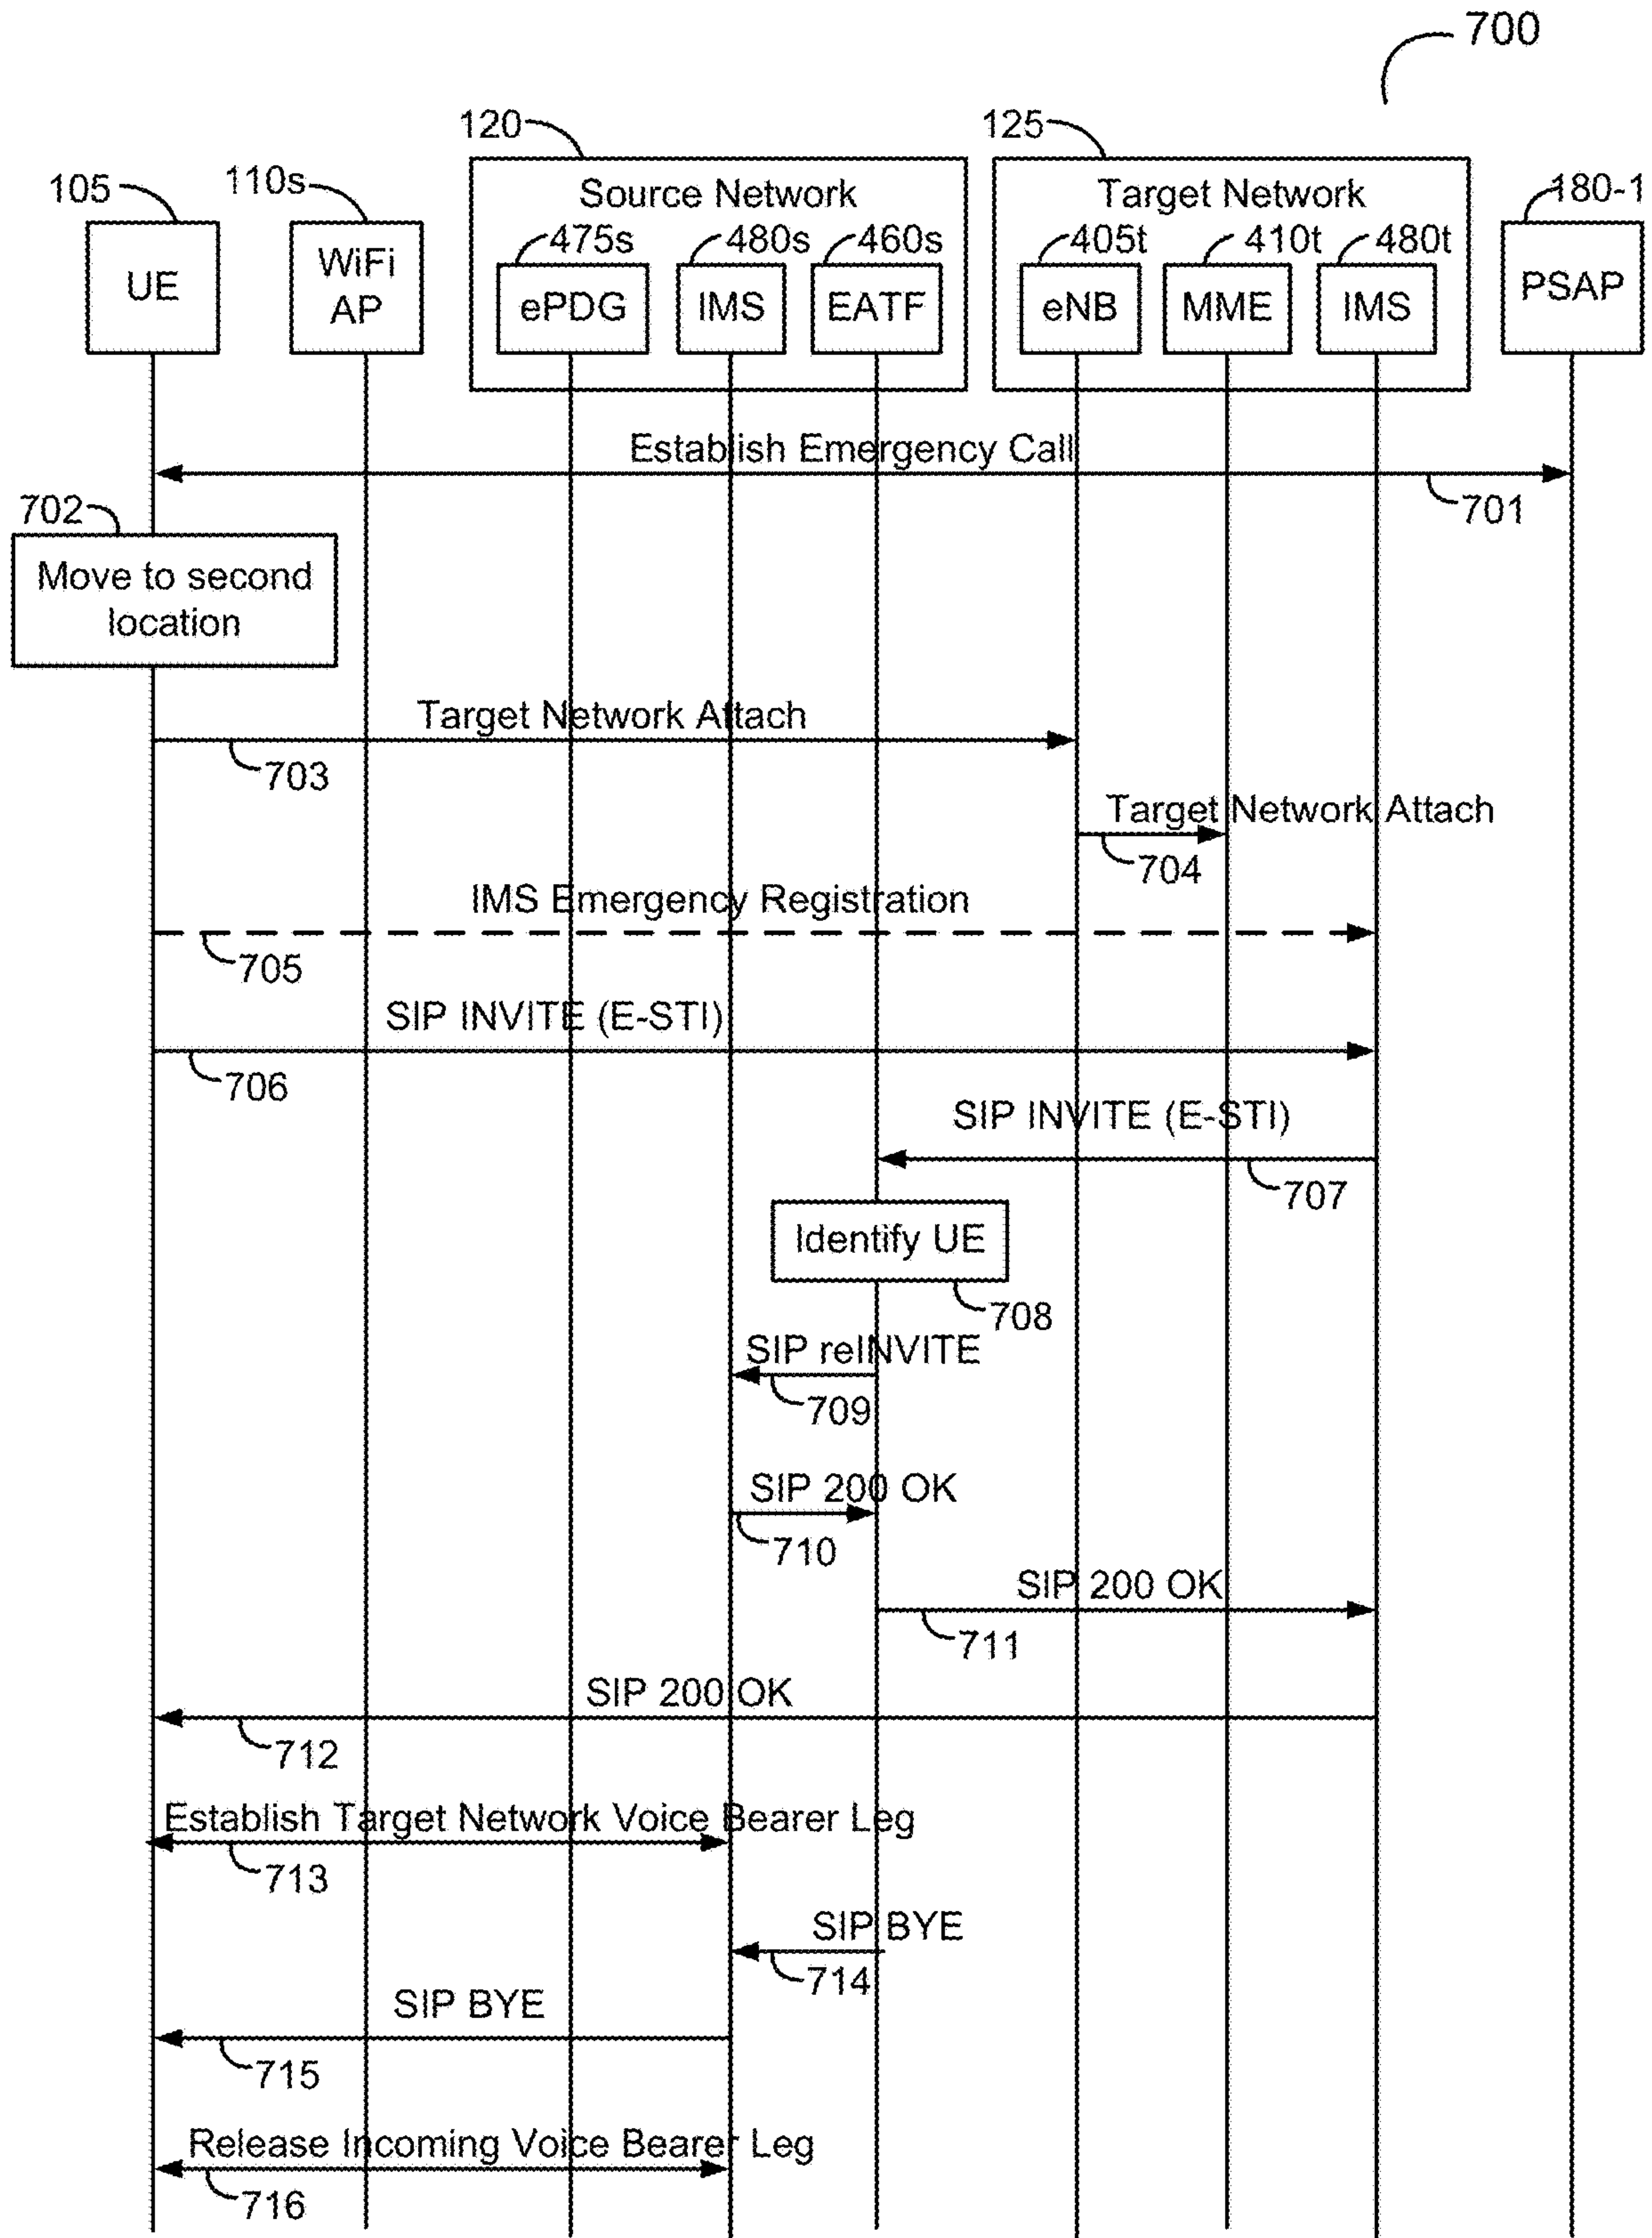 700
120
125
105
110s
180-1
Source Network
Target Network
475s
480s
460s
405t
410t
480t
UE
WiFi
AP
ePDG
IMS
EATF
eNB
MME
IMS
PSAP
Establish Emergency Call
701
702
Move to second
location
Target Network Attach
703
Target Network Attach
704
IMS Emergency Registration
705
SIP INVITE (E-STI)
706
SIP INVITE (E-STI)
707
Identify UE
708
SIP reINVITE
709
SIP 200 OK
710
SIP 200 OK
711
SIP 200 OK
712
Establish Target Network Voice Bearer Leg
713
SIP BYE
714
SIP BYE
715
Release Incoming Voice Bearer Leg
716